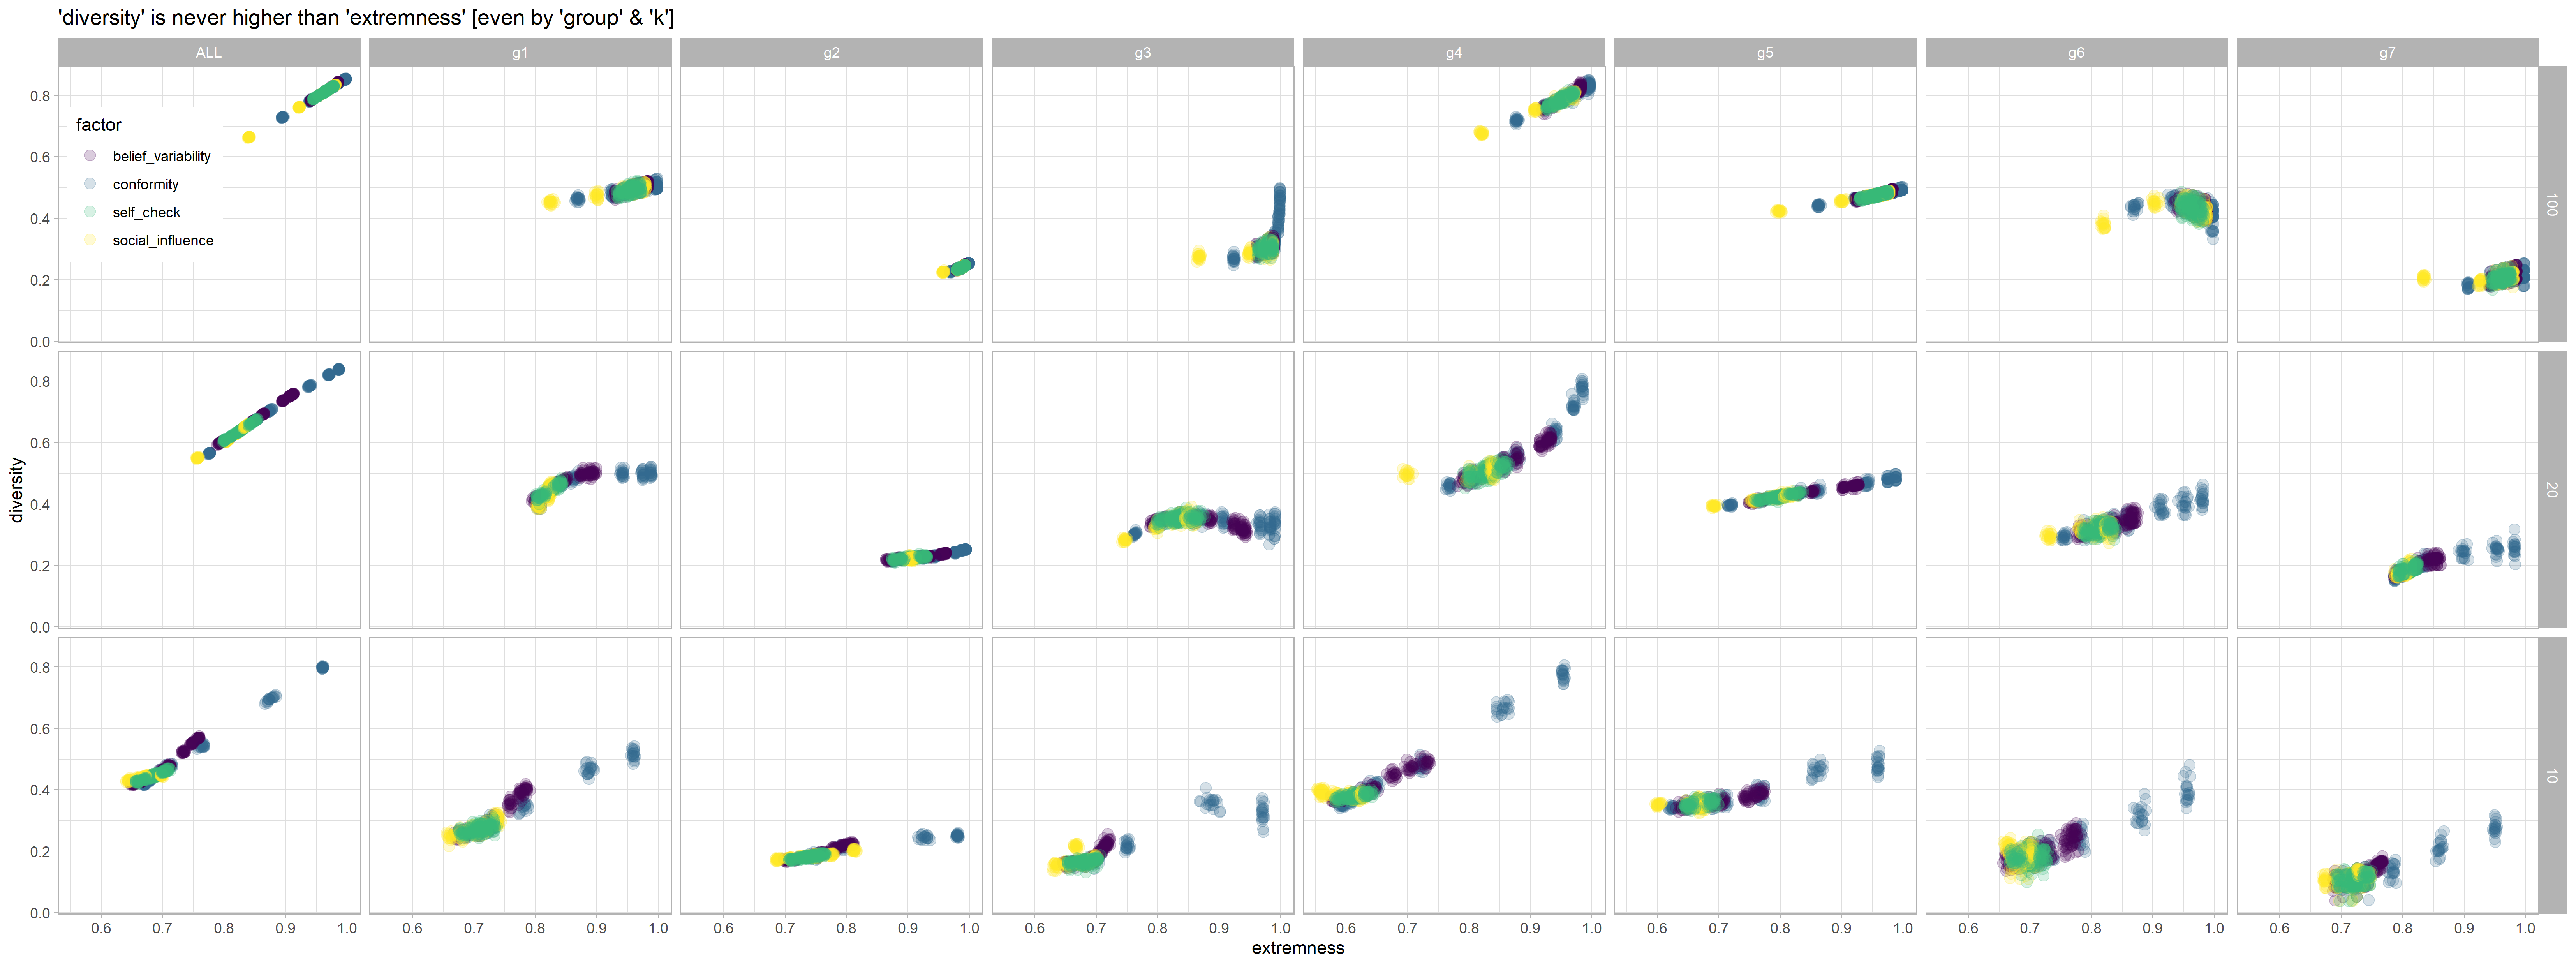 'diversity' is never higher than 'extremness' [even by 'group' & 'k']
ALL g1 g2 g3 g4 g5 g6 g7
0.8
0.6
0.4
0.2
0.0
factor
belief_variability
conformity
self_check
social_influence
100
diversity
0.8
0.6
0.4
0.2
0.0
20
0.8
0.6
0.4
0.2
0.0
10
0.6 0.7 0.8 0.9 1.0 0.6 0.7 0.8 0.9 1.0 0.6 0.7 0.8 0.9 1.0 0.6 0.7 0.8 0.9 1.0 0.6 0.7 0.8 0.9 1.0 0.6 0.7 0.8 0.9 1.0 0.6 0.7 0.8 0.9 1.0 0.6 0.7 0.8 0.9 1.0
extremness